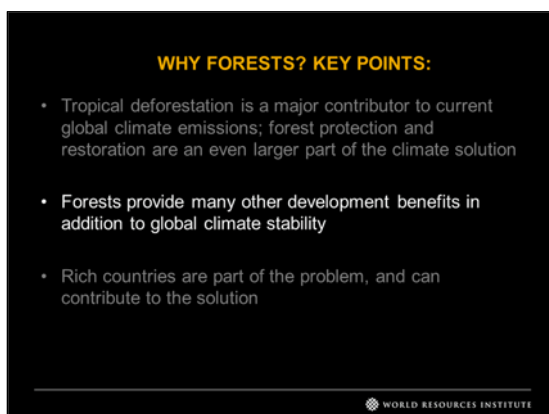 WHY FORESTS? KEY POINTS:
• Tropical deforestation is a major contributor to current
global climate emissions; forest protection and
restoration are an even larger part of the climate solution
• Forests provide many other development benefits in
addition to global climate stability
• Rich countries are part of the problem, and can
contribute to the solution
WORLD RESOURCES INSTITUTE